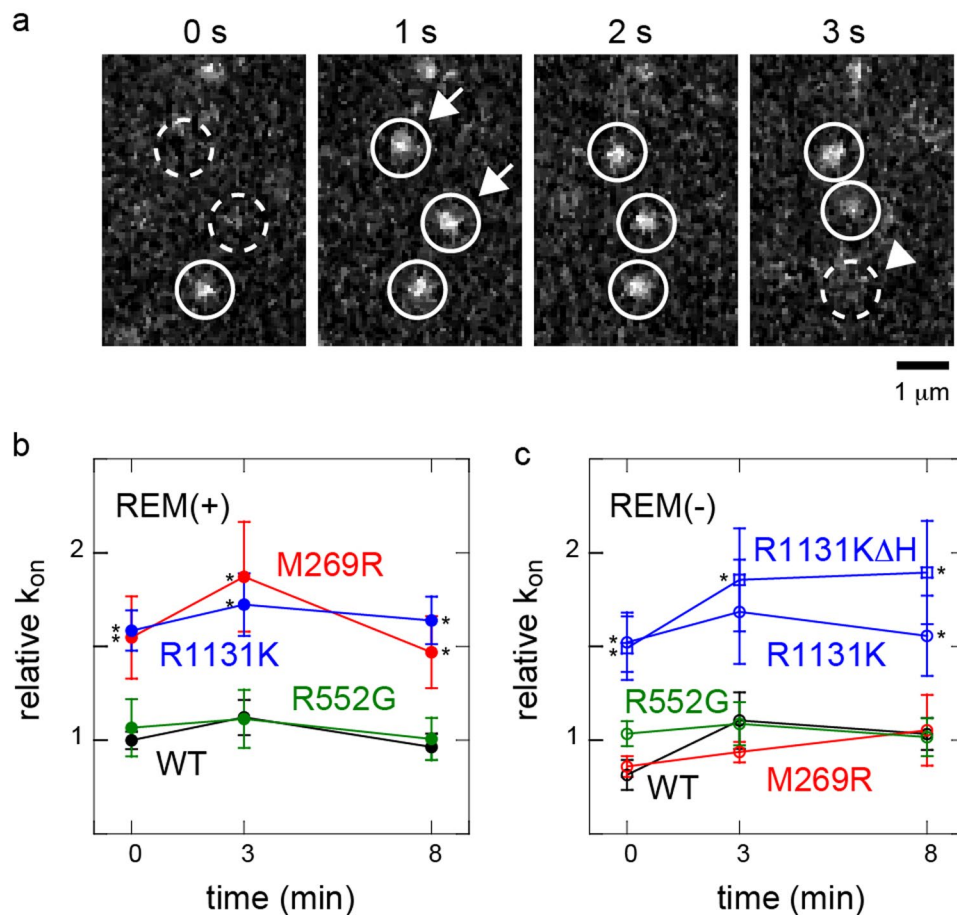 a
0 s 1 s 2 s 3 s
1 μm
b
REM(+)
M269R
R1131K
R552G
WT
* * * * * *
relative kon
2
1
0 3 8
time (min)
c
REM(-)
R1131KΔH
R1131K
R552G
WT
M269R
* * * * *
relative kon
2
1
0 3 8
time (min)